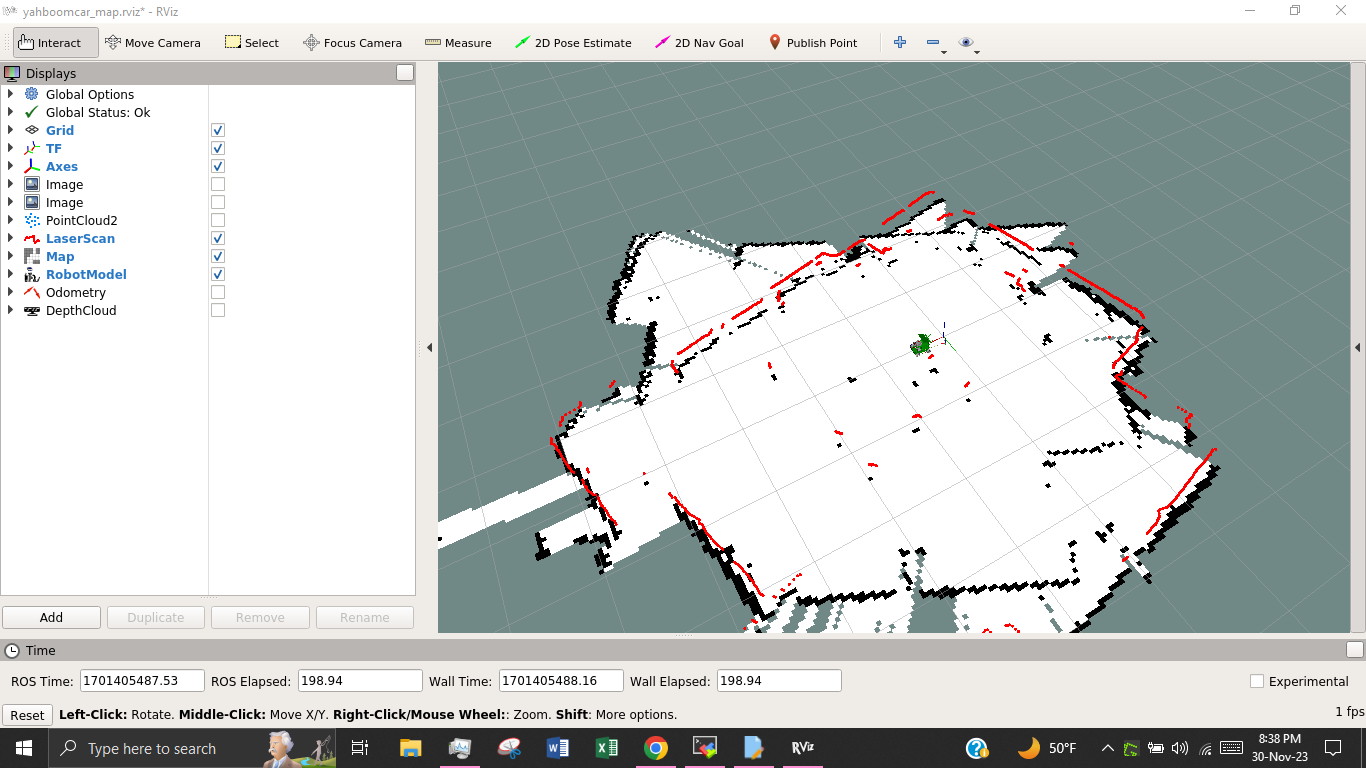 yahboomcar_map.rviz* - RViz
Interact Move Camera Select Focus Camera Measure 2D Pose Estimate 2D Nav Goal Publish Point
Displays
Global Options
Global Status: Ok
Grid
TF
Axes
Image
Image
PointCloud2
LaserScan
Map
RobotModel
Odometry
DepthCloud
Add Duplicate Remove Rename
Time
ROS Time: 1701405487.53 ROS Elapsed: 198.94 Wall Time: 1701405488.16 Wall Elapsed: 198.94 Experimental
Reset Left-Click: Rotate. Middle-Click: Move X/Y. Right-Click/Mouse Wheel:: Zoom. Shift: More options. 1 fps
Type here to search RViz 50°F 8:38 PM
30-Nov-23